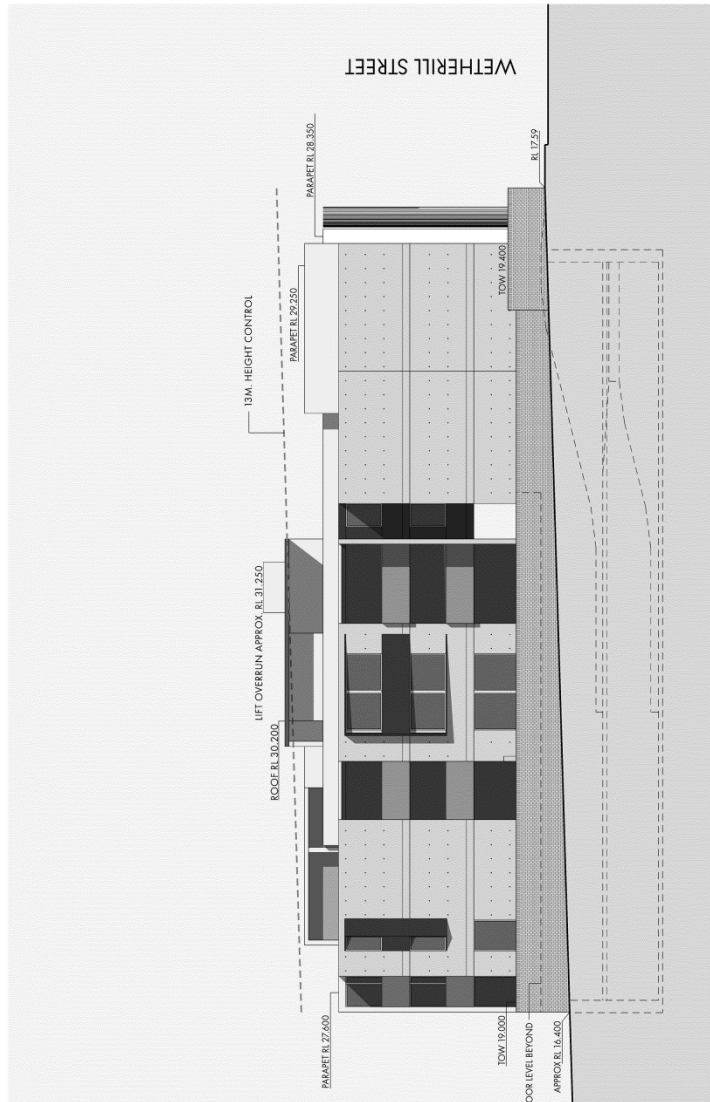 WETHERILL STREET
PARAPET RL 28.350
RL 17.59
PARAPET RL 29.250
TOW 19.400
13M. HEIGHT CONTROL
LIFT OVERRUN APPROX. RL 31.250
ROOF RL 30.200
PARAPET RL 27.600
TOW 19.000
OOR LEVEL BEYOND
APPROX RL 16.400